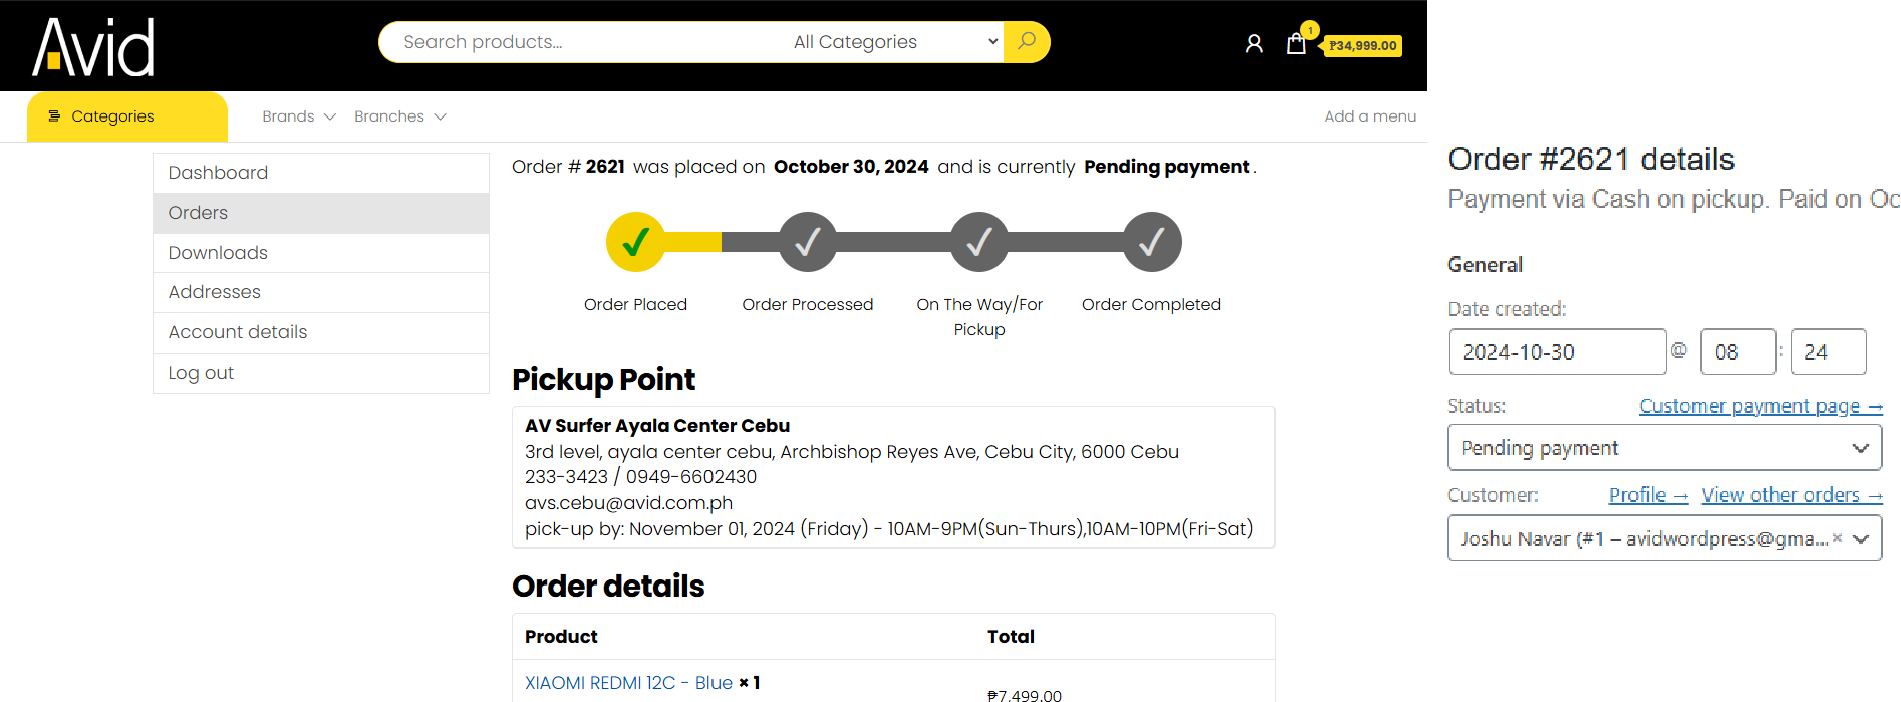 Avid
Search products...
All Categories
1
₱34,999.00
Categories
Brands
Branches
Add a menu
Dashboard
Orders
Downloads
Addresses
Account details
Log out
Order # 2621 was placed on October 30, 2024 and is currently Pending payment.
Order Placed
Order Processed
On The Way/For
Pickup
Order Completed
Pickup Point
AV Surfer Ayala Center Cebu
3rd level, ayala center cebu, Archbishop Reyes Ave, Cebu City, 6000 Cebu
233-3423 / 0949-6602430
avs.cebu@avid.com.ph
pick-up by: November 01, 2024 (Friday) - 10AM-9PM(Sun-Thurs),10AM-10PM(Fri-Sat)
Order details
Product Total
XIAOMI REDMI 12C - Blue × 1
₱7,499.00
Order #2621 details
Payment via Cash on pickup. Paid on Oc
General
Date created:
2024-10-30 @ 08 : 24
Status: Customer payment page →
Pending payment
Customer: Profile → View other orders →
Joshu Navar (#1 – avidwordpress@gma... ×